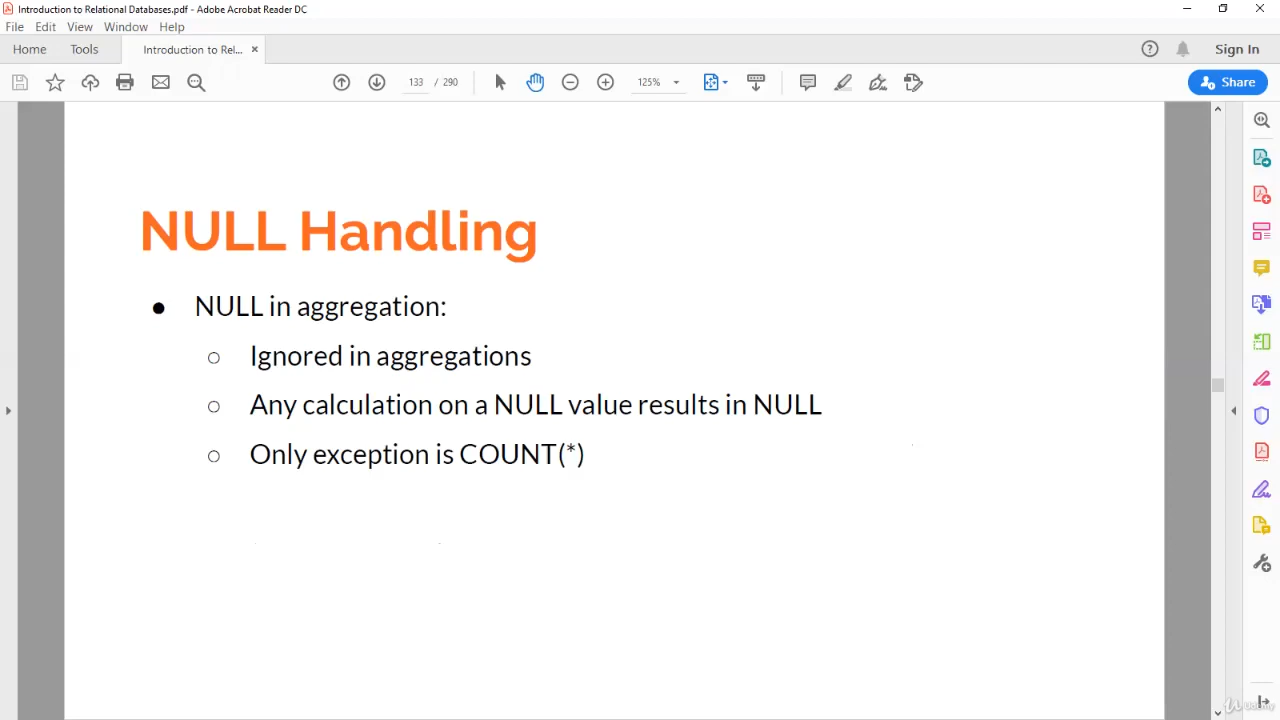 Introduction to Relational Databases.pdf - Adobe Acrobat Reader DC
File Edit View Window Help
Home Tools Introduction to Rel... × Sign In
133 / 290 125% Share
NULL Handling
● NULL in aggregation:
○ Ignored in aggregations
○ Any calculation on a NULL value results in NULL
○ Only exception is COUNT(*)
Udemy